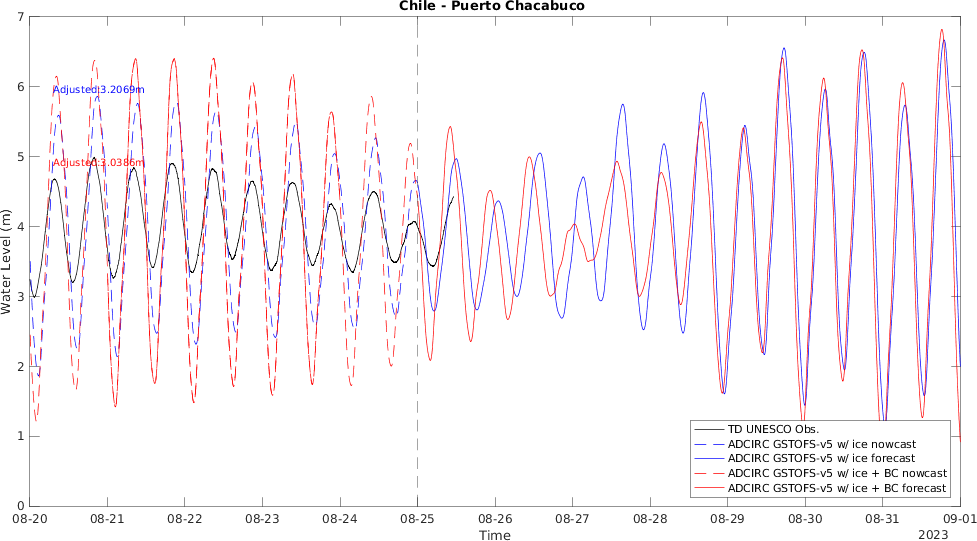 Chile - Puerto Chacabuco
7
6
5
4
3
2
1
0
Water Level (m)
Adjusted:3.2069m
Adjusted:3.0386m
TD UNESCO Obs.
ADCIRC GSTOFS-v5 w/ ice nowcast
ADCIRC GSTOFS-v5 w/ ice forecast
ADCIRC GSTOFS-v5 w/ ice + BC nowcast
ADCIRC GSTOFS-v5 w/ ice + BC forecast
08-20 08-21 08-22 08-23 08-24 08-25 08-26 08-27 08-28 08-29 08-30 08-31 09-01
Time
2023